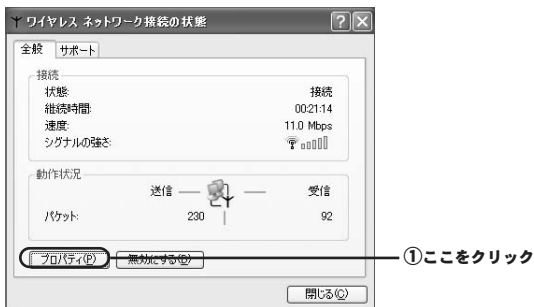 ワイヤレス ネットワーク接続の状態
全般 サポート
接続
状態: 接続
継続時間: 00:21:14
速度: 11.0 Mbps
シグナルの強さ:
動作状況
送信 受信
パケット: 230 92
プロパティ(P) 無効にする(D)
①ここをクリック
閉じる(C)